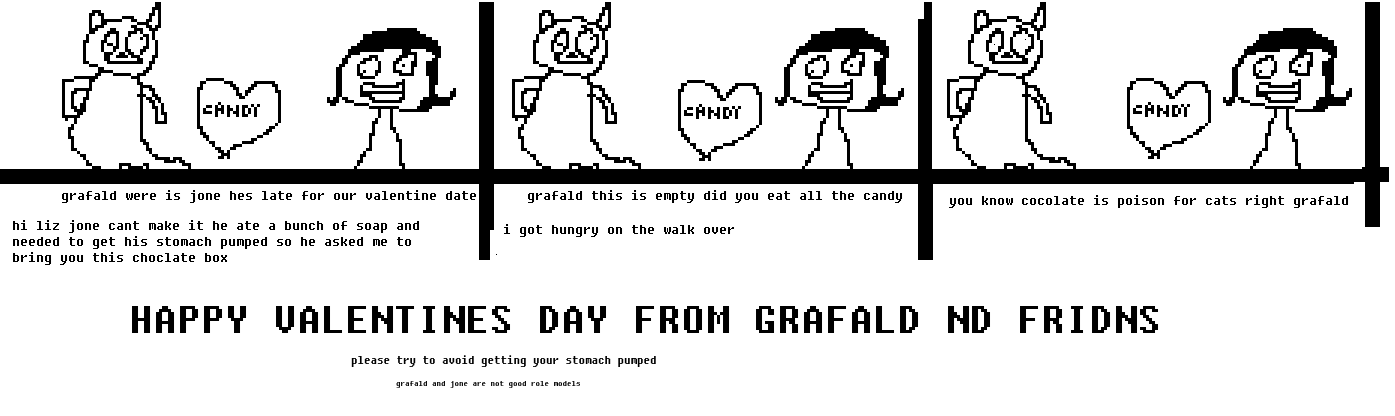 CANDY
grafald were is jone hes late for our valentine date
hi liz jone cant make it he ate a bunch of soap and
needed to get his stomach pumped so he asked me to
bring you this choclate box
CANDY
grafald this is empty did you eat all the candy
i got hungry on the walk over
CANDY
you know cocolate is poison for cats right grafald
HAPPY VALENTINES DAY FROM GRAFALD ND FRIDNS
please try to avoid getting your stomach pumped
grafald and jone are not good role models